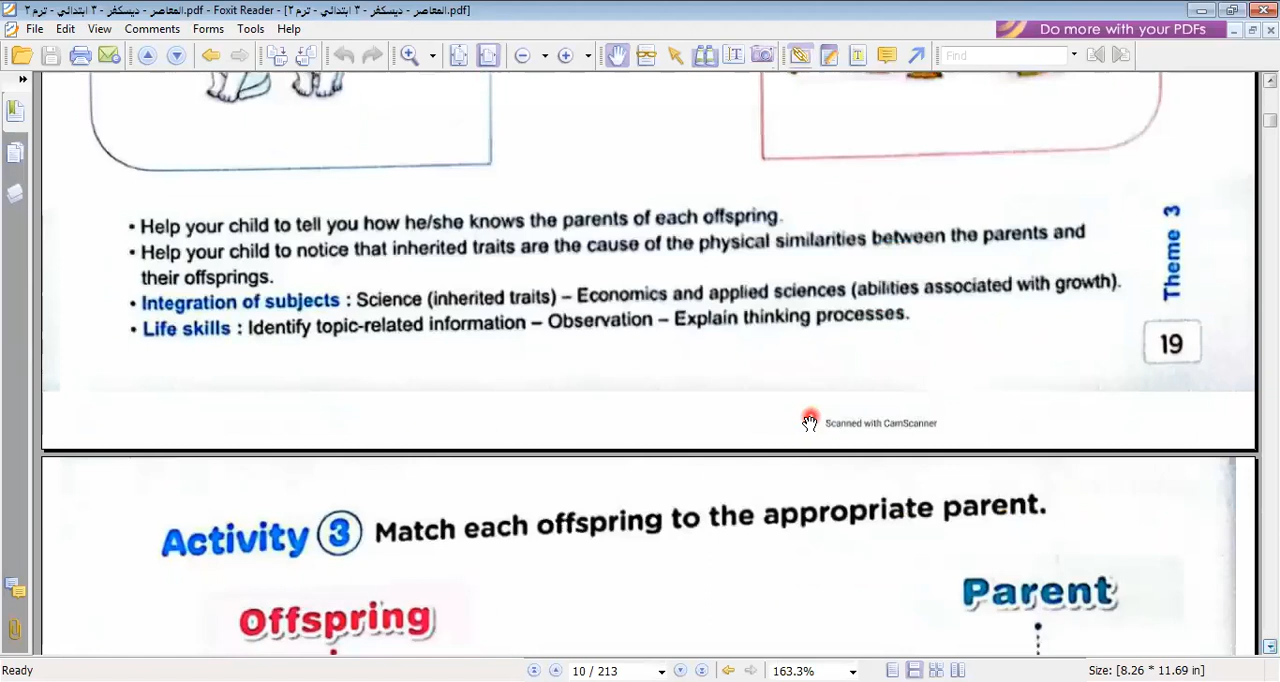 المعاصر - ديسكفر - ٣ ابتدائي - ترم٢.pdf - Foxit Reader - [المعاصر - ديسكفر - ٣ ابتدائي - ترم٢.pdf]
File Edit View Comments Forms Tools Help
Do more with your PDFs
Find
• Help your child to tell you how he/she knows the parents of each offspring.
• Help your child to notice that inherited traits are the cause of the physical similarities between the parents and
their offsprings.
• Integration of subjects : Science (inherited traits) – Economics and applied sciences (abilities associated with growth).
• Life skills : Identify topic-related information – Observation – Explain thinking processes.
Theme 3
19
Scanned with CamScanner
Activity 3 Match each offspring to the appropriate parent.
Offspring
Parent
Ready
10 / 213
163.3%
Size: [8.26 * 11.69 in]